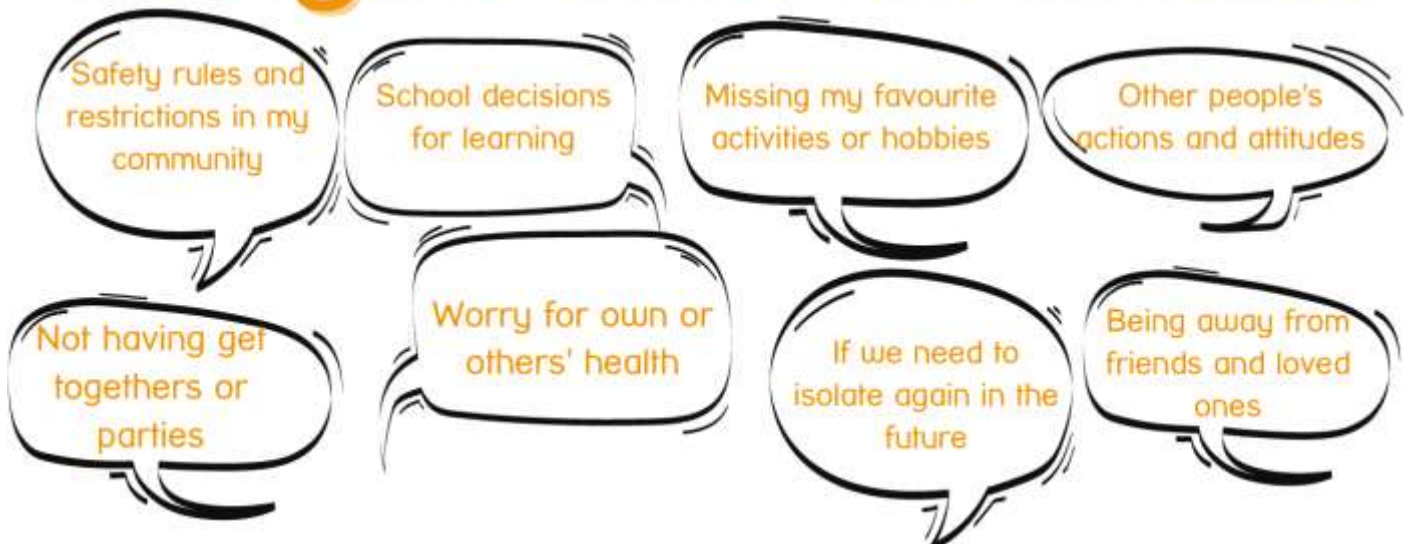 Safety rules and
restrictions in my
community
School decisions
for learning
Missing my favourite
activities or hobbies
Other people's
actions and attitudes
Not having get
togethers or
parties
Worry for own or
others' health
If we need to
isolate again in the
future
Being away from
friends and loved
ones